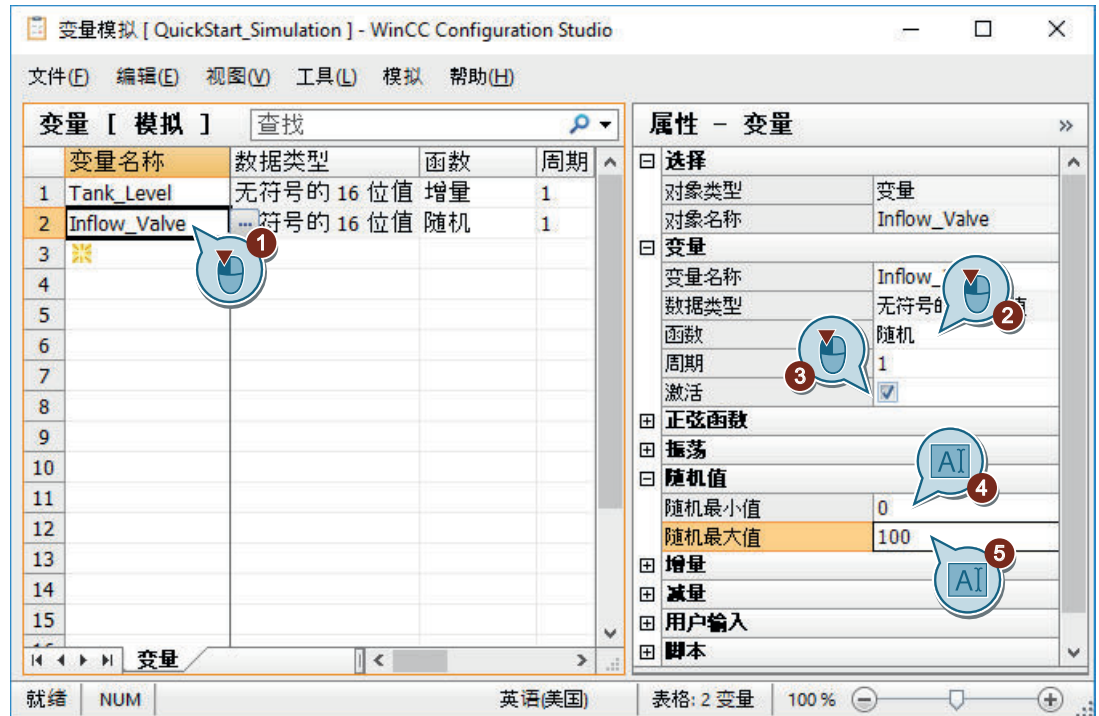 变量模拟 [ QuickStart_Simulation ] - WinCC Configuration Studio
文件(F) 编辑(E) 视图(V) 工具(L) 模拟 帮助(H)
变量 [ 模拟 ] 查找
变量名称 数据类型 函数 周期
1 Tank_Level 无符号的 16 位值 增量 1
2 Inflow_Valve ... 符号的 16 位值 随机 1
3
4
5
6
7
8
9
10
11
12
13
14
15
变量
1
属性 - 变量 »
选择
对象类型 变量
对象名称 Inflow_Valve
变量
变量名称 Inflow_
数据类型 无符号的
函数 随机
周期 1
激活
正弦函数
振荡
随机值
随机最小值 0
随机最大值 100
增量
减量
用户输入
脚本
2
3
AI
4
5
AI
就绪 NUM 英语(美国) 表格: 2 变量 100 %